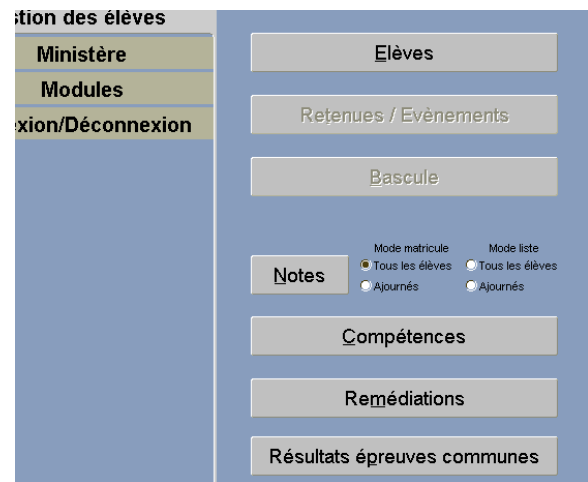 stion des élèves
Ministère
Modules
xion/Déconnexion
Elèves
Retenues / Evènements
Bascule
Mode matricule Mode liste
Notes Tous les élèves Tous les élèves
Ajournés Ajournés
Compétences
Remédiations
Résultats épreuves communes